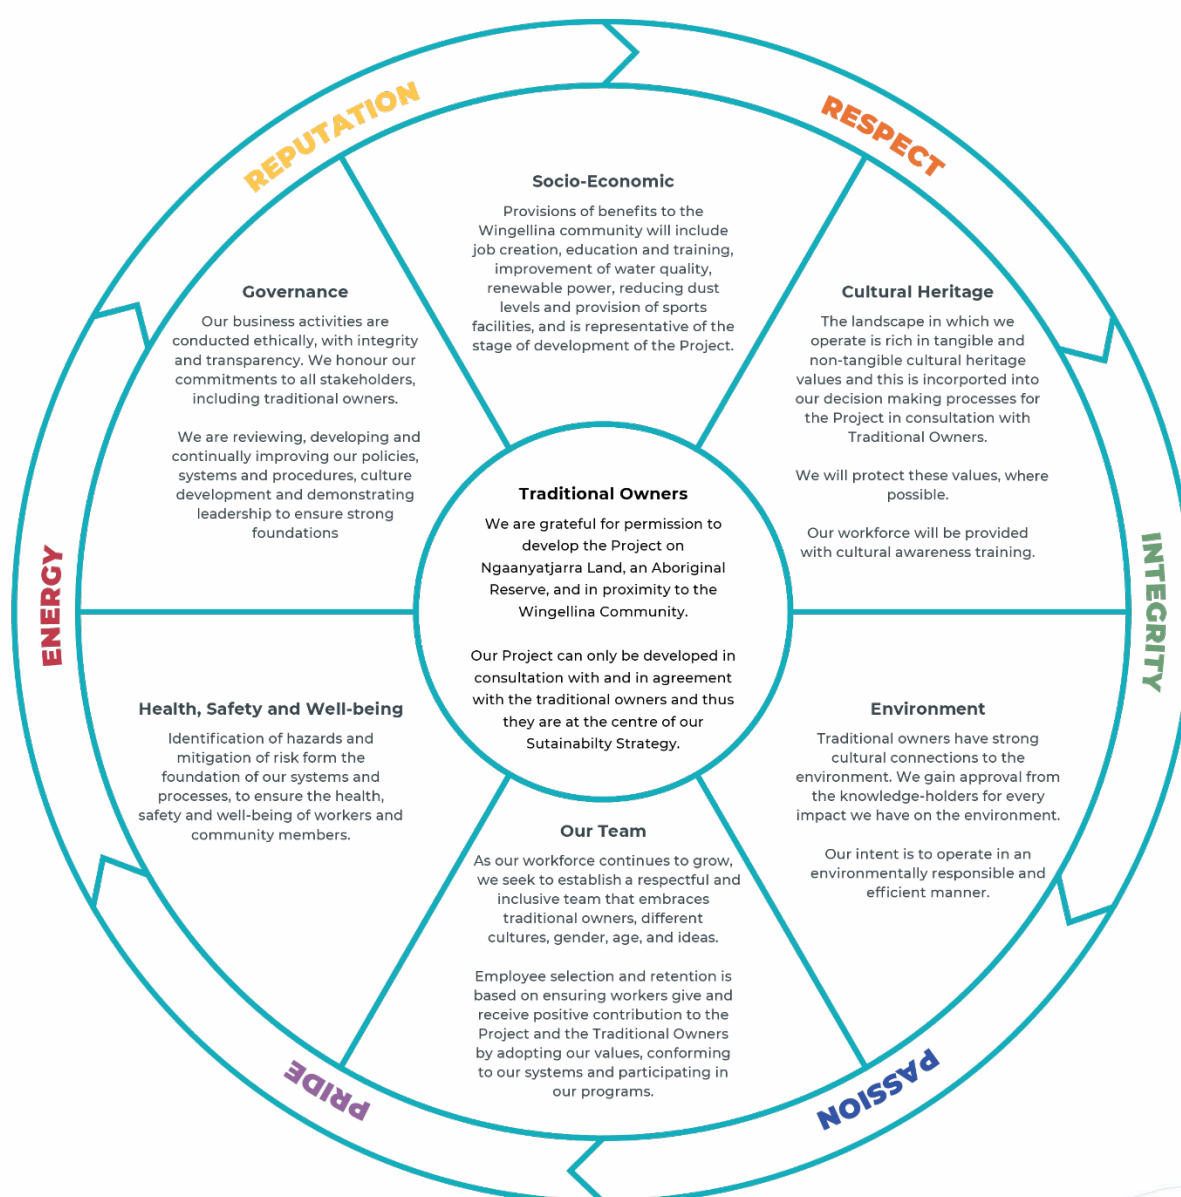 REPUTATION
RESPECT
Socio-Economic
Provisions of benefits to the
Wingellina community will include
job creation, education and training,
improvement of water quality,
renewable power, reducing dust
levels and provision of sports
facilities, and is representative of the
stage of development of the Project.
Governance
Our business activities are
conducted ethically, with integrity
and transparency. We honour our
commitments to all stakeholders,
including traditional owners.
We are reviewing, developing and
continually improving our policies,
systems and procedures, culture
development and demonstrating
leadership to ensure strong
foundations
Cultural Heritage
The landscape in which we
operate is rich in tangible and
non-tangible cultural heritage
values and this is incorported into
our decision making processes for
the Project in consultation with
Traditional Owners.
We will protect these values, where
possible.
Our workforce will be provided
with cultural awareness training.
Traditional Owners
We are grateful for permission to
develop the Project on
Ngaanyatjarra Land, an Aboriginal
Reserve, and in proximity to the
Wingellina Community.
Our Project can only be developed in
consultation with and in agreement
with the traditional owners and thus
they are at the centre of our
Sutainabilty Strategy.
ENERGY
INTEGRITY
Health, Safety and Well-being
Identification of hazards and
mitigation of risk form the
foundation of our systems and
processes, to ensure the health,
safety and well-being of workers and
community members.
Environment
Traditional owners have strong
cultural connections to the
environment. We gain approval from
the knowledge-holders for every
impact we have on the environment.
Our intent is to operate in an
environmentally responsible and
efficient manner.
Our Team
As our workforce continues to grow,
we seek to establish a respectful and
inclusive team that embraces
traditional owners, different
cultures, gender, age, and ideas.
Employee selection and retention is
based on ensuring workers give and
receive positive contribution to the
Project and the Traditional Owners
by adopting our values, conforming
to our systems and participating in
our programs.
PRIDE
PASSION